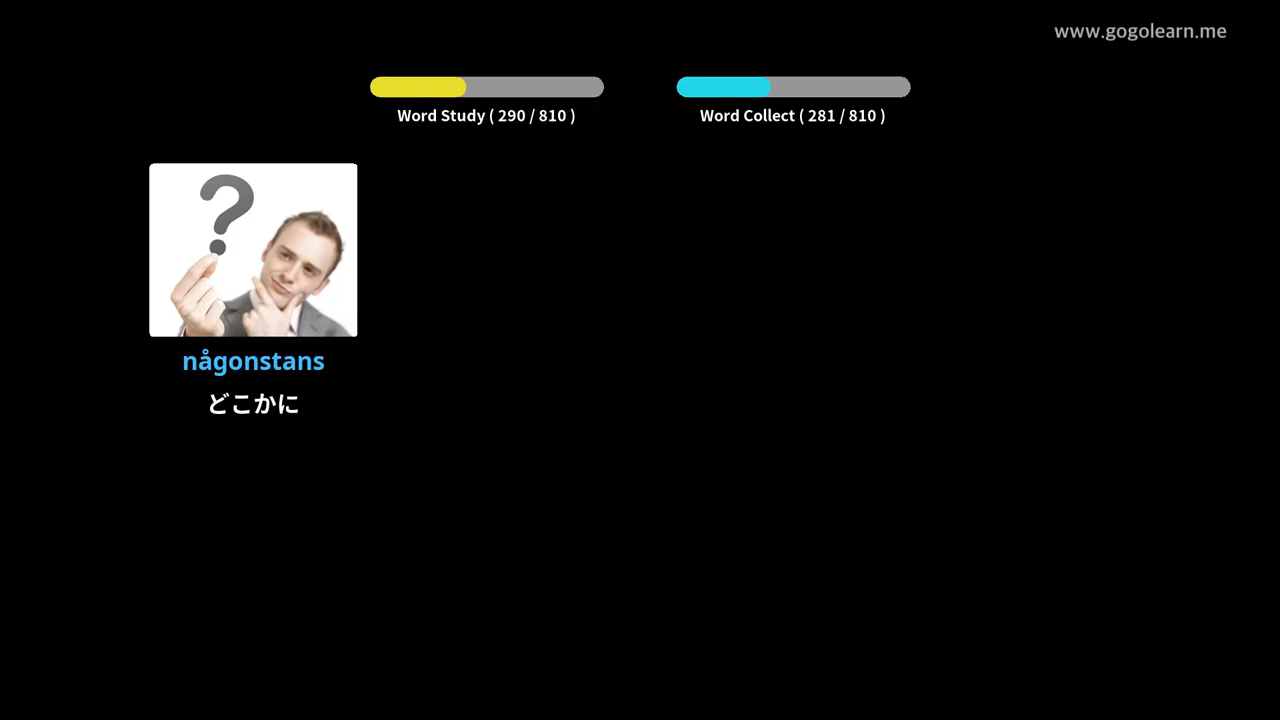 www.gogolearn.me
Word Study ( 290 / 810 )
Word Collect ( 281 / 810 )
?
någonstans
どこかに